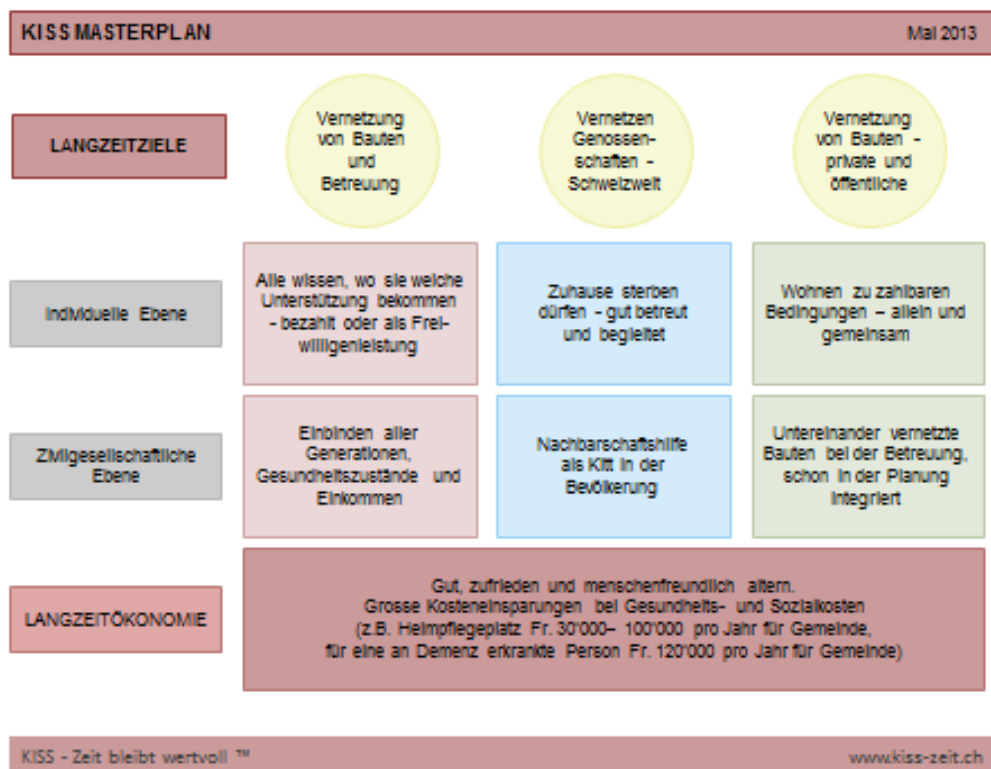 KISS MASTERPLAN
Mai 2013
LANGZEITZIELE
Vernetzung
von Bauten
und
Betreuung
Vernetzen
Genossen-
schaften -
Schweizweit
Vernetzung
von Bauten -
private und
öffentliche
Individuelle Ebene
Alle wissen, wo sie welche
Unterstützung bekommen
- bezahlt oder als Frei-
willigenleistung
Zuhause sterben
dürfen - gut betreut
und begleitet
Wohnen zu zahlbaren
Bedingungen – allein und
gemeinsam
Zivilgesellschaftliche
Ebene
Einbinden aller
Generationen,
Gesundheitszustände und
Einkommen
Nachbarschaftshilfe
als Kitt in der
Bevölkerung
Untereinander vernetzte
Bauten bei der Betreuung,
schon in der Planung
integriert
LANGZEITÖKONOMIE
Gut, zufrieden und menschenfreundlich altern.
Grosse Kosteneinsparungen bei Gesundheits- und Sozialkosten
(z.B. Heimpflegeplatz Fr. 30'000– 100'000 pro Jahr für Gemeinde,
für eine an Demenz erkrankte Person Fr. 120'000 pro Jahr für Gemeinde)
KISS - Zeit bleibt wertvoll ™
www.kiss-zeit.ch